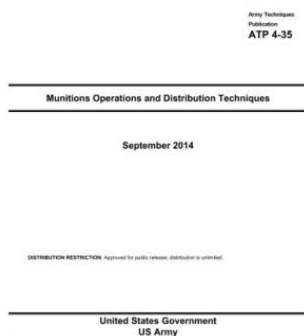 Army Techniques
Publication
ATP 4-35
Munitions Operations and Distribution Techniques
September 2014
DISTRIBUTION RESTRICTION: Approved for public release; distribution is unlimited.
United States Government
US Army